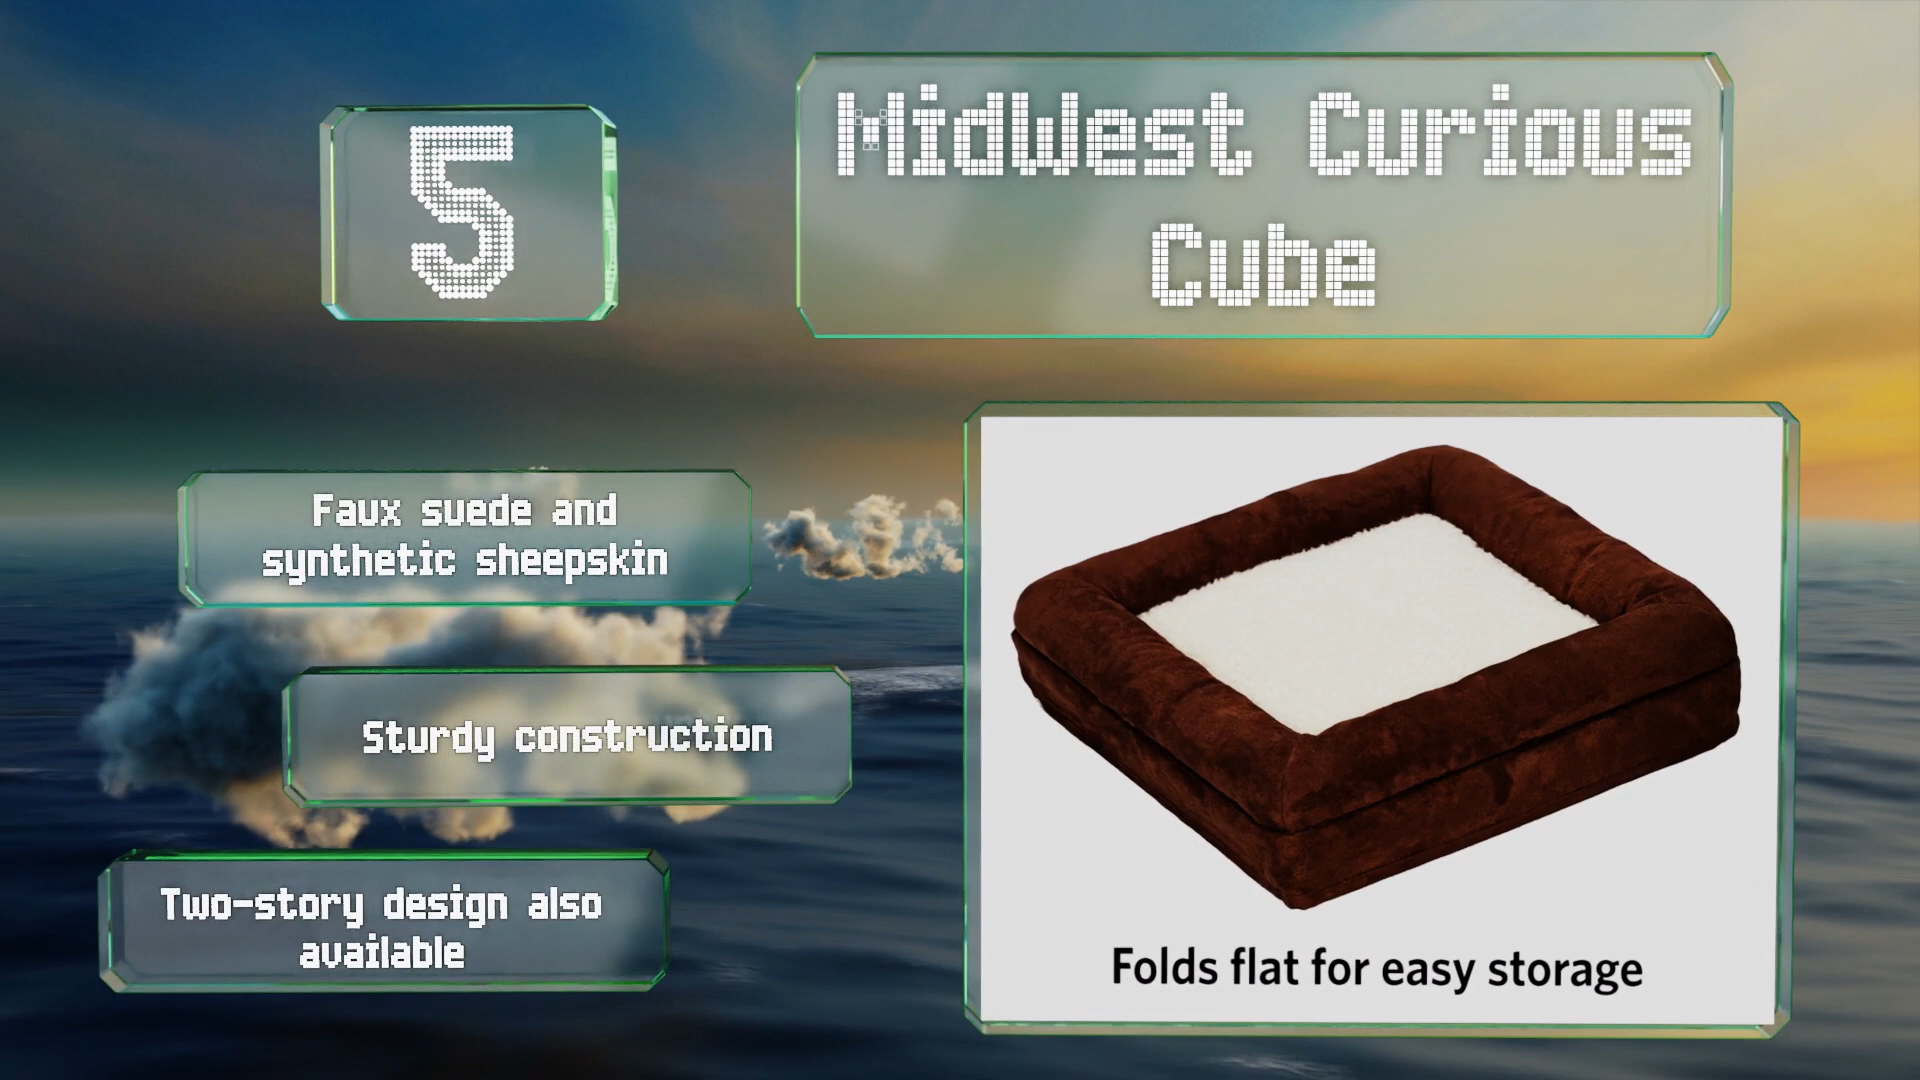 5
MidWest Curious
Cube
Faux suede and
synthetic sheepskin
Sturdy construction
Two-story design also
available
Folds flat for easy storage